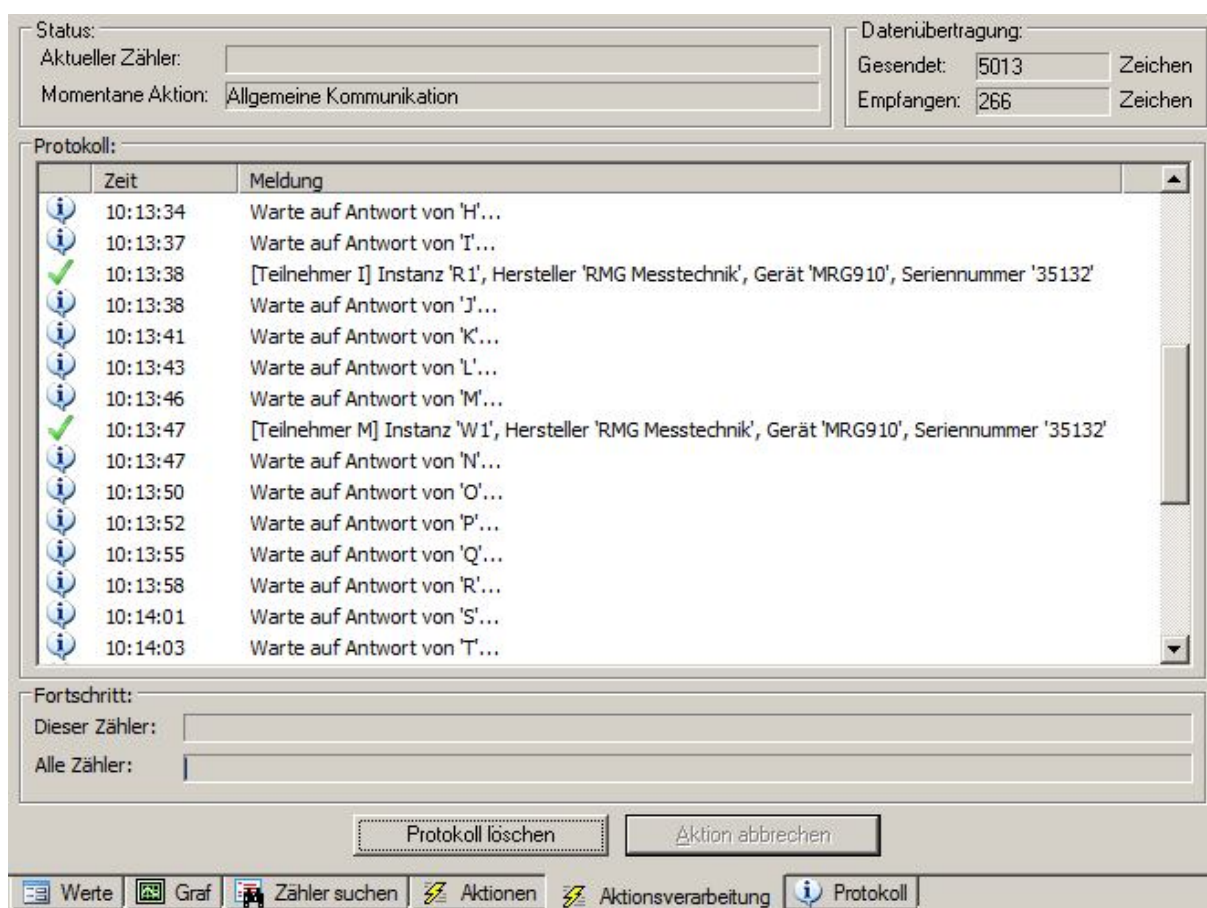 Status:
Aktueller Zähler:
Momentane Aktion: Allgemeine Kommunikation
Datenübertragung:
Gesendet: 5013 Zeichen
Empfangen: 266 Zeichen
Protokoll:
Zeit Meldung
10:13:34 Warte auf Antwort von 'H'...
10:13:37 Warte auf Antwort von 'I'...
10:13:38 [Teilnehmer I] Instanz 'R1', Hersteller 'RMG Messtechnik', Gerät 'MRG910', Seriennummer '35132'
10:13:38 Warte auf Antwort von 'J'...
10:13:41 Warte auf Antwort von 'K'...
10:13:43 Warte auf Antwort von 'L'...
10:13:46 Warte auf Antwort von 'M'...
10:13:47 [Teilnehmer M] Instanz 'W1', Hersteller 'RMG Messtechnik', Gerät 'MRG910', Seriennummer '35132'
10:13:47 Warte auf Antwort von 'N'...
10:13:50 Warte auf Antwort von 'O'...
10:13:52 Warte auf Antwort von 'P'...
10:13:55 Warte auf Antwort von 'Q'...
10:13:58 Warte auf Antwort von 'R'...
10:14:01 Warte auf Antwort von 'S'...
10:14:03 Warte auf Antwort von 'T'...
Fortschritt:
Dieser Zähler:
Alle Zähler:
Protokoll löschen Aktion abbrechen
Werte Graf Zähler suchen Aktionen Aktionsverarbeitung Protokoll